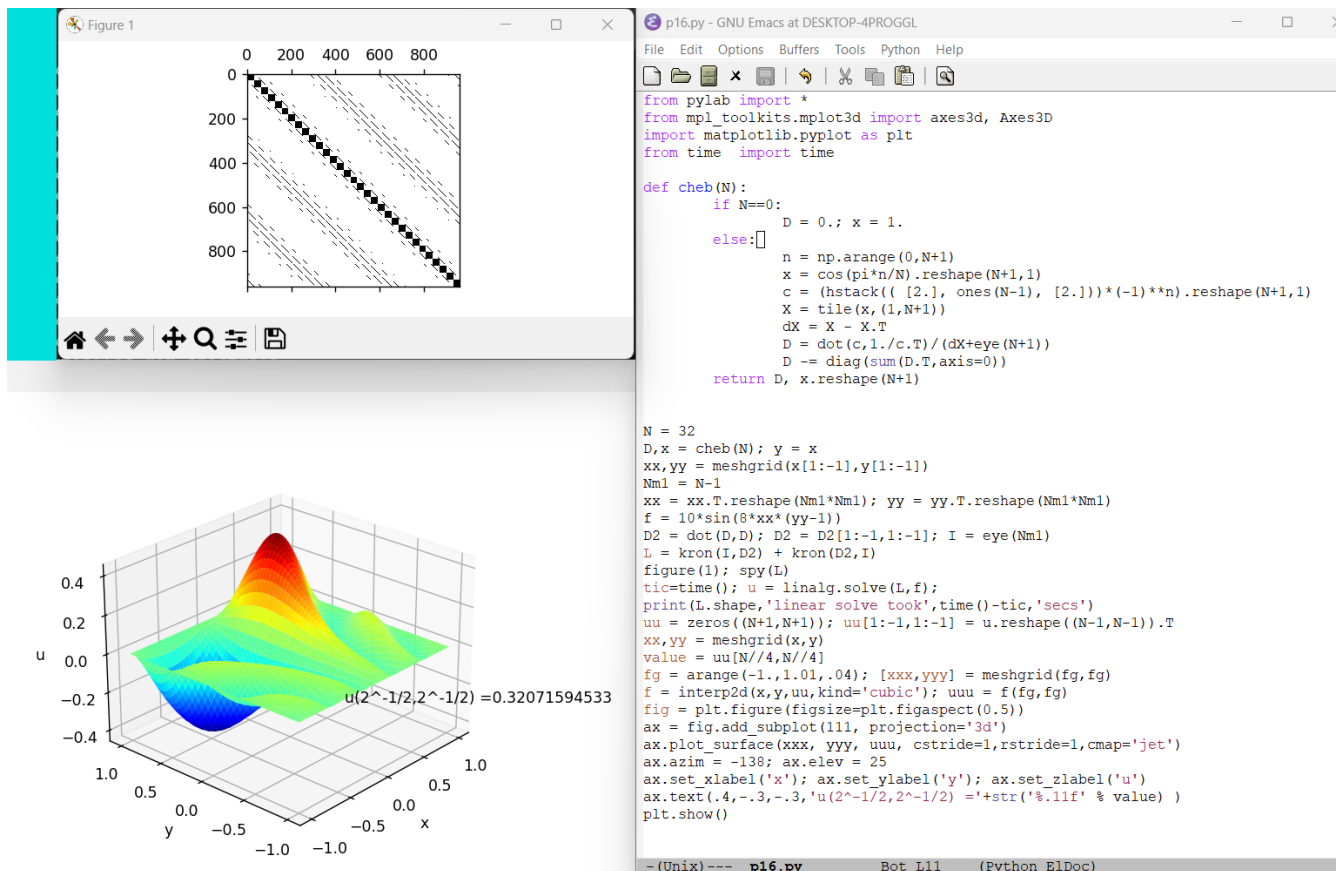 Figure 1
0 200 400 600 800
0
200
400
600
800
0.4
0.2
u 0.0
−0.2
−0.4
u(2^-1/2,2^-1/2) =0.32071594533
1.0
0.5
0.0
y −0.5
−1.0
1.0
0.5
0.0
−0.5 x
−1.0
p16.py - GNU Emacs at DESKTOP-4PROGGL
File Edit Options Buffers Tools Python Help
from pylab import *
from mpl_toolkits.mplot3d import axes3d, Axes3D
import matplotlib.pyplot as plt
from time  import time
def cheb(N):
        if N==0:
                D = 0.; x = 1.
        else:
                n = np.arange(0,N+1)
                x = cos(pi*n/N).reshape(N+1,1)
                c = (hstack(( [2.], ones(N-1), [2.]))*(-1)**n).reshape(N+1,1)
                X = tile(x,(1,N+1))
                dX = X - X.T
                D = dot(c,1./c.T)/(dX+eye(N+1))
                D -= diag(sum(D.T,axis=0))
        return D, x.reshape(N+1)
N = 32
D,x = cheb(N); y = x
xx,yy = meshgrid(x[1:-1],y[1:-1])
Nm1 = N-1
xx = xx.T.reshape(Nm1*Nm1); yy = yy.T.reshape(Nm1*Nm1)
f = 10*sin(8*xx*(yy-1))
D2 = dot(D,D); D2 = D2[1:-1,1:-1]; I = eye(Nm1)
L = kron(I,D2) + kron(D2,I)
figure(1); spy(L)
tic=time(); u = linalg.solve(L,f);
print(L.shape,'linear solve took',time()-tic,'secs')
uu = zeros((N+1,N+1)); uu[1:-1,1:-1] = u.reshape((N-1,N-1)).T
xx,yy = meshgrid(x,y)
value = uu[N//4,N//4]
fg = arange(-1.,1.01,.04); [xxx,yyy] = meshgrid(fg,fg)
f = interp2d(x,y,uu,kind='cubic'); uuu = f(fg,fg)
fig = plt.figure(figsize=plt.figaspect(0.5))
ax = fig.add_subplot(111, projection='3d')
ax.plot_surface(xxx, yyy, uuu, cstride=1,rstride=1,cmap='jet')
ax.azim = -138; ax.elev = 25
ax.set_xlabel('x'); ax.set_ylabel('y'); ax.set_zlabel('u')
ax.text(.4,-.3,-.3,'u(2^-1/2,2^-1/2) ='+str('%.11f' % value) )
plt.show()
-(Unix)--- p16.py Bot L11 (Python ElDoc)